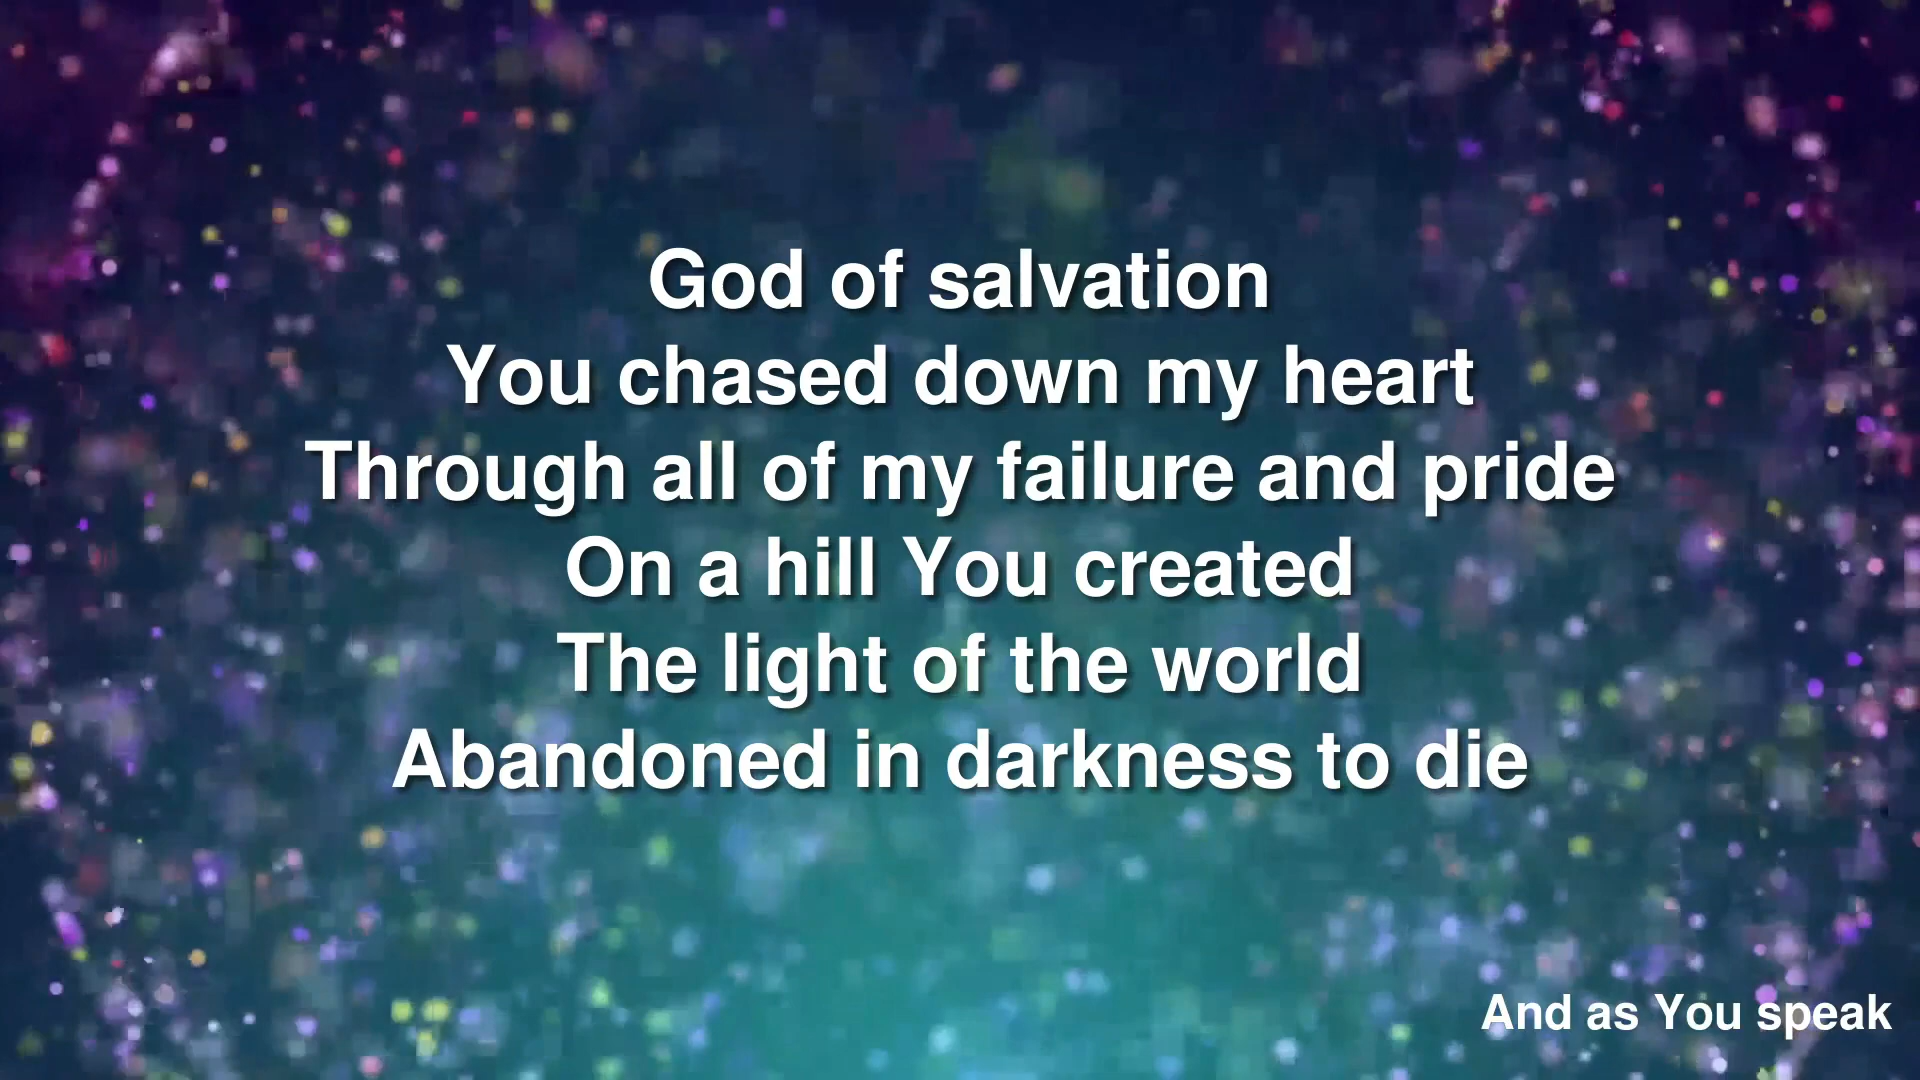 God of salvation
You chased down my heart
Through all of my failure and pride
On a hill You created
The light of the world
Abandoned in darkness to die
And as You speak